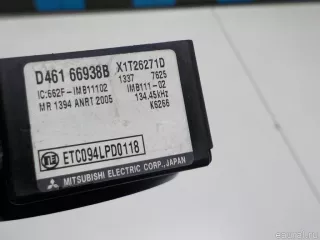 D461 66938B X1T26271D
IC:662F-IMB11102 1337 7625
MR 1394 ANRT 2005 IMB111-02
134.45kHz
K6266
ETC094LPD0118
MITSUBISHI ELECTRIC CORP., JAPAN